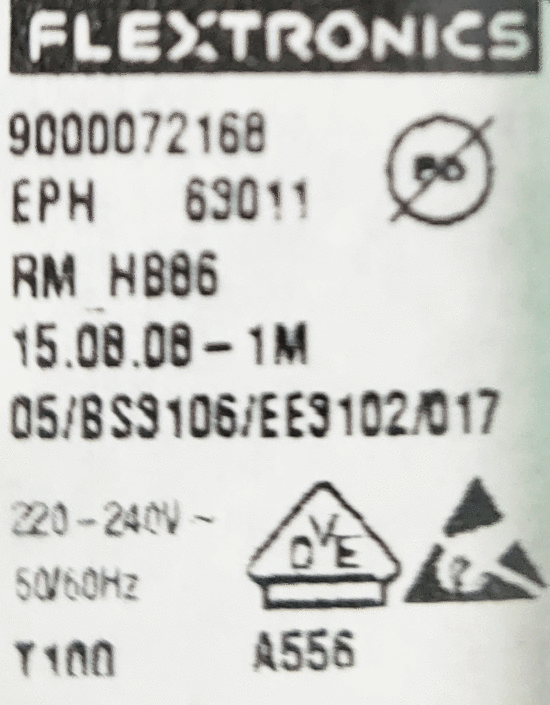 FLEXTRONICS
9000072168
EPH 63011
RM HB86
15.08.08 - 1M
05/BS9106/EE9102/017
220 - 240V ~
50/60Hz
DVE
T100 A556